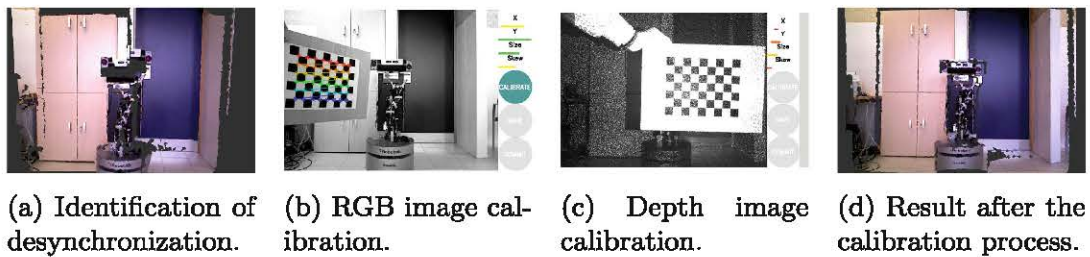 X
Y
Size
Skew
CALIBRATE
X
Y
Size
Skew
CALIBRATE
(a) Identification of
desynchronization.
(b) RGB image cal-
ibration.
(c) Depth image
calibration.
(d) Result after the
calibration process.